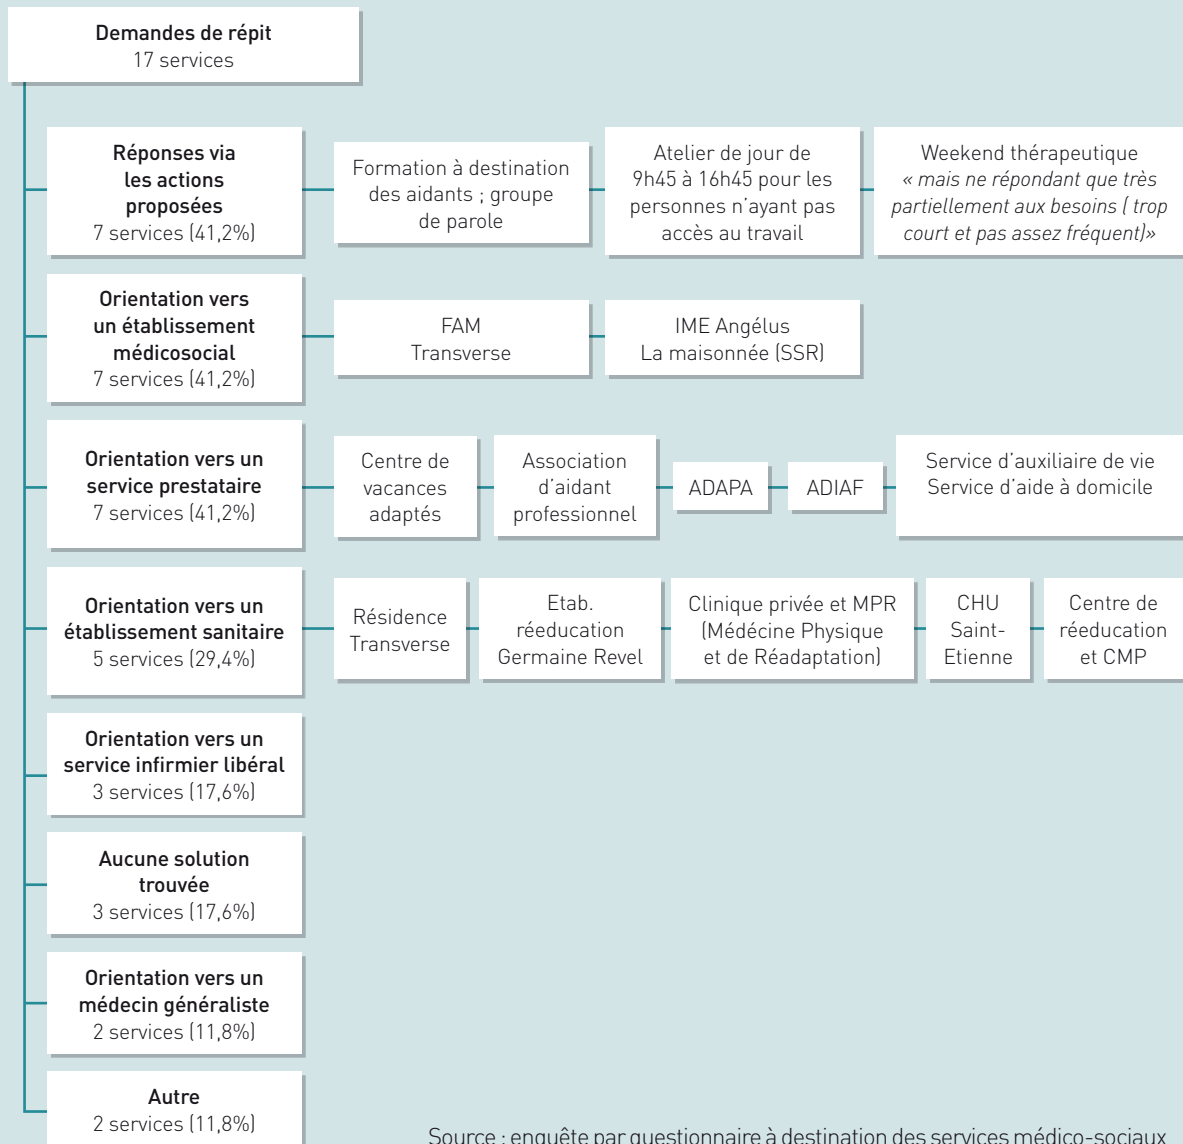 Demandes de répit
17 services
Réponses via
les actions
proposées
7 services (41,2%)
Formation à destination
des aidants ; groupe
de parole
Atelier de jour de
9h45 à 16h45 pour les
personnes n'ayant pas
accès au travail
Weekend thérapeutique
« mais ne répondant que très
partiellement aux besoins ( trop
court et pas assez fréquent)»
Orientation vers
un établissement
médicosocial
7 services (41,2%)
FAM
Transverse
IME Angélus
La maisonnée (SSR)
Orientation vers un
service prestataire
7 services (41,2%)
Centre de
vacances
adaptés
Association
d'aidant
professionnel
ADAPA
ADIAF
Service d'auxiliaire de vie
Service d'aide à domicile
Orientation vers un
établissement sanitaire
5 services (29,4%)
Résidence
Transverse
Etab.
réeducation
Germaine Revel
Clinique privée et MPR
(Médécine Physique
et de Réadaptation)
CHU
Saint-
Etienne
Centre de
réeducation
et CMP
Orientation vers un
service infirmier libéral
3 services (17,6%)
Aucune solution
trouvée
3 services (17,6%)
Orientation vers un
médecin généraliste
2 services (11,8%)
Autre
2 services (11,8%)
Source : enquête par questionnaire à destination des services médico-sociaux